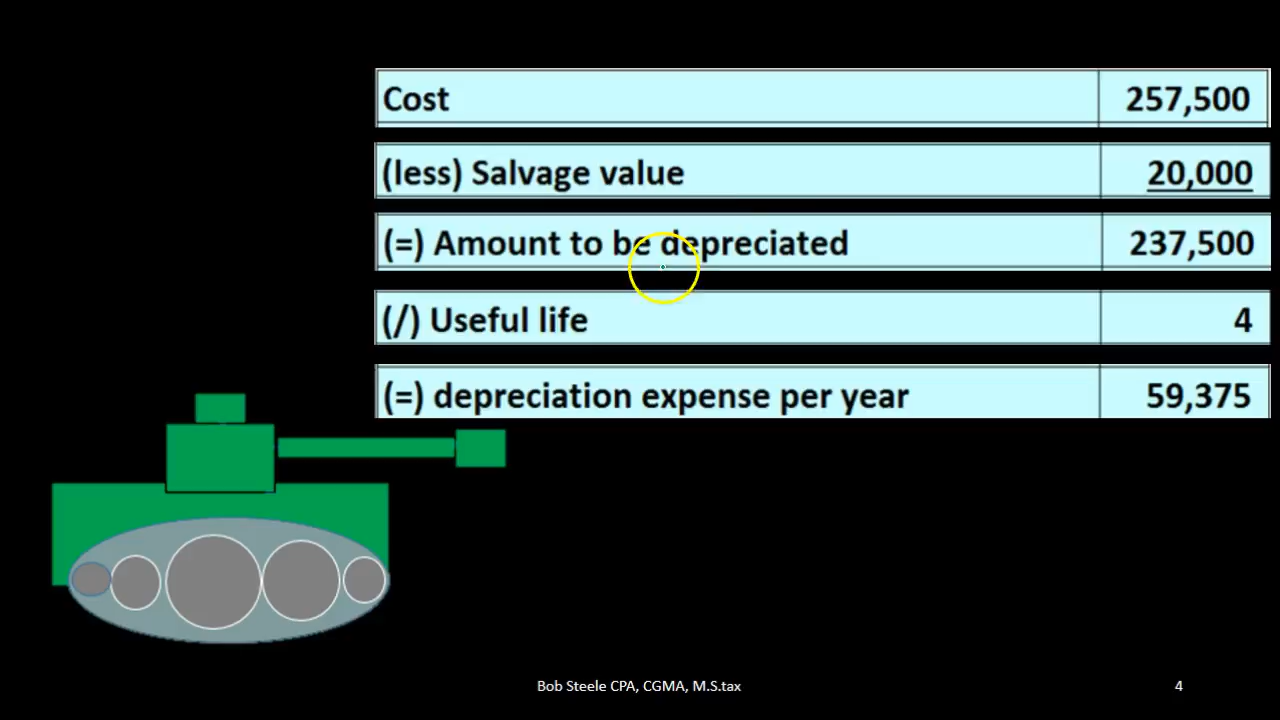 Cost 257,500
(less) Salvage value 20,000
(=) Amount to be depreciated 237,500
(/) Useful life 4
(=) depreciation expense per year 59,375
Bob Steele CPA, CGMA, M.S.tax 4